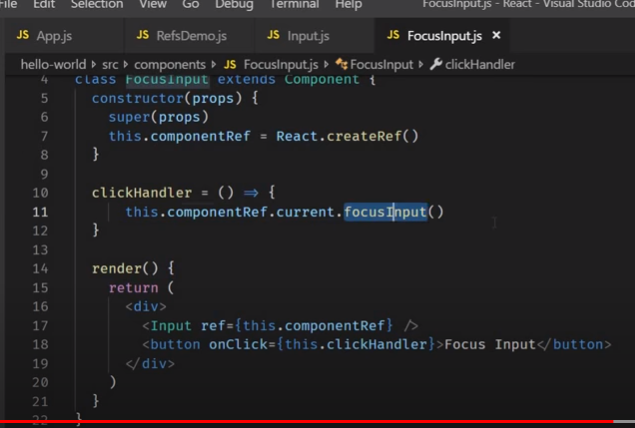 File Edit Selection View Go Debug Terminal Help FocusInput.js - React - Visual Studio Cod
JS App.js JS RefsDemo.js JS Input.js JS FocusInput.js ×
hello-world › src › components › JS FocusInput.js › FocusInput › clickHandler
4 class FocusInput extends Component {
5 constructor(props) {
6 super(props)
7 this.componentRef = React.createRef()
8 }
9
10 clickHandler = () => {
11 this.componentRef.current.focusInput()
12 }
13
14 render() {
15 return (
16 <div>
17 <Input ref={this.componentRef} />
18 <button onClick={this.clickHandler}>Focus Input</button>
19 </div>
20 )
21 }
22 }